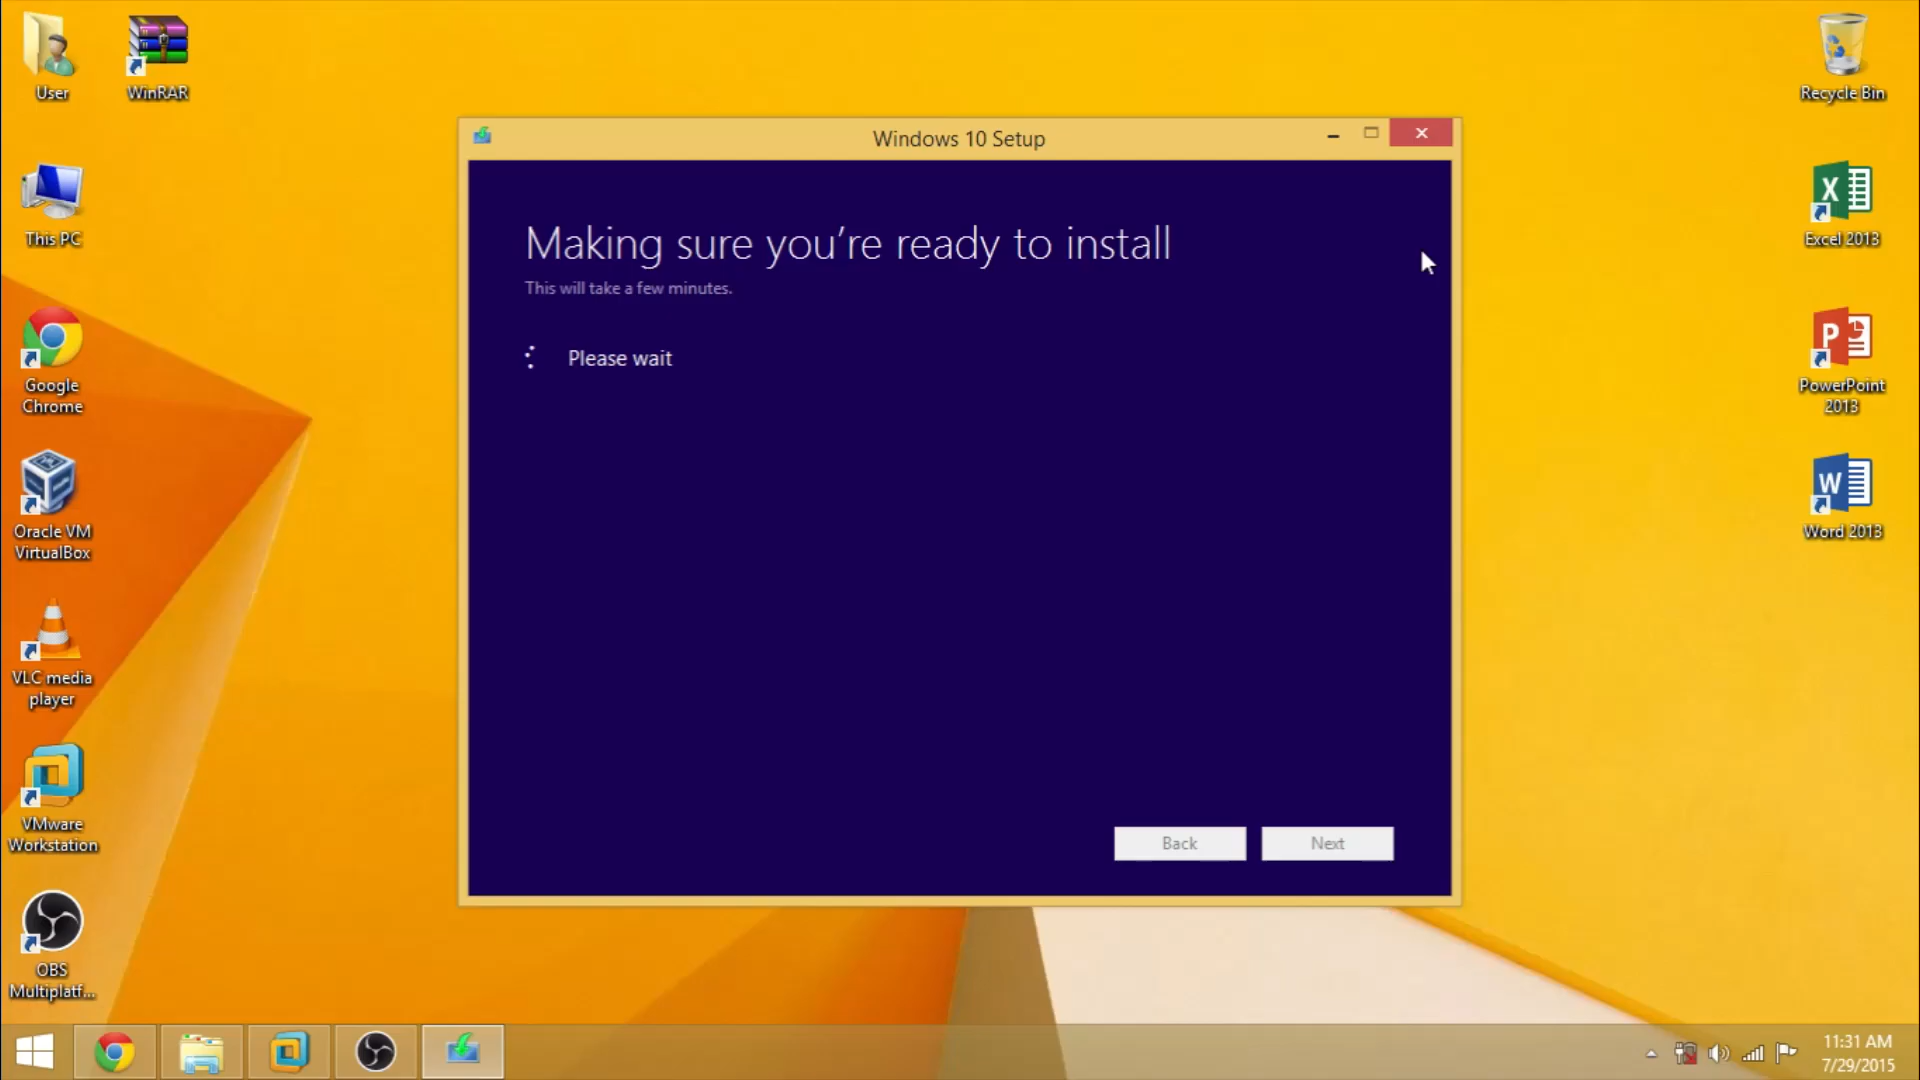 User
WinRAR
Recycle Bin
This PC
Excel 2013
Google
Chrome
PowerPoint
2013
Oracle VM
VirtualBox
Word 2013
VLC media
player
VMware
Workstation
OBS
Multiplatf...
Windows 10 Setup
Making sure you’re ready to install
This will take a few minutes.
Please wait
Back
Next
11:31 AM
7/29/2015